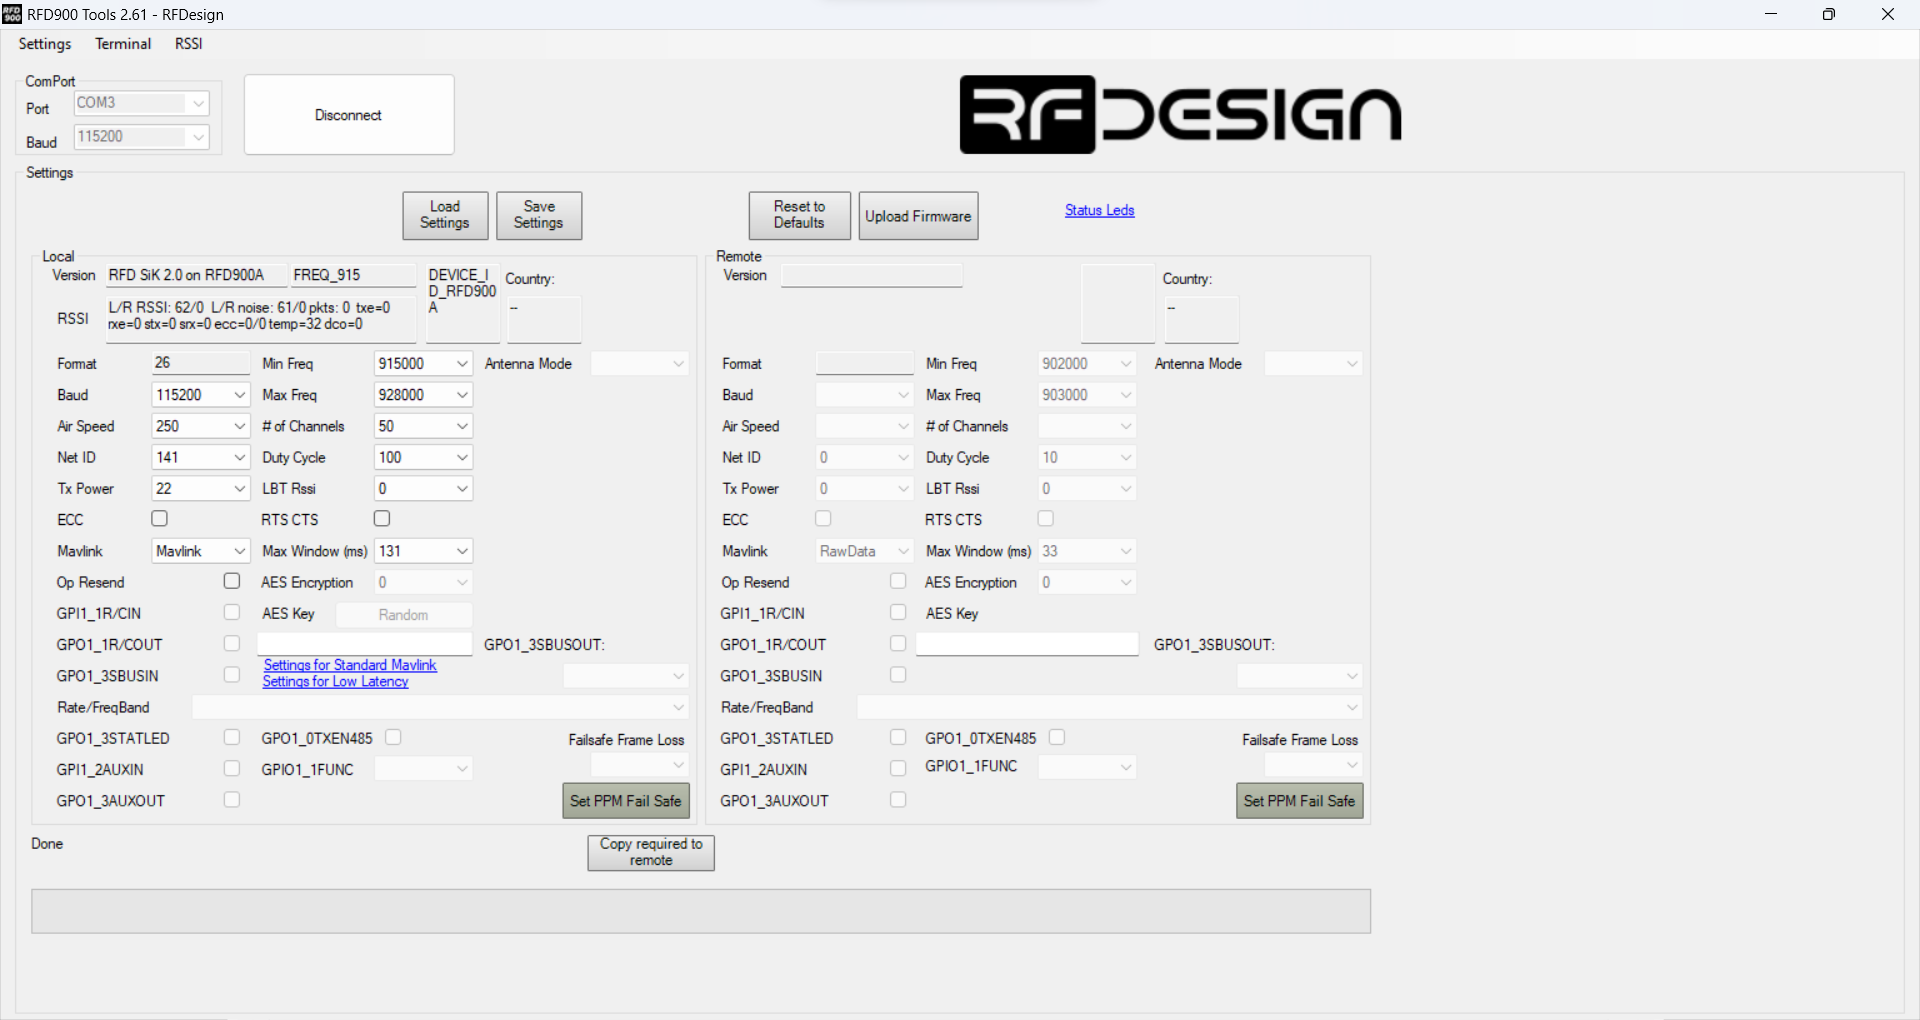 RFD900 Tools 2.61 - RFDesign
Settings Terminal RSSI
ComPort
Port COM3
Baud 115200
Disconnect
RFDESIGN
Settings
Load Settings
Save Settings
Reset to Defaults
Upload Firmware
Status Leds
Local
Version RFD SiK 2.0 on RFD900A FREQ_915
DEVICE_I
D_RFD900
A
Country:
--
RSSI
L/R RSSI: 62/0 L/R noise: 61/0 pkts: 0 txe=0
rxe=0 stx=0 srx=0 ecc=0/0 temp=32 dco=0
Format 26 Min Freq 915000 Antenna Mode
Baud 115200 Max Freq 928000
Air Speed 250 # of Channels 50
Net ID 141 Duty Cycle 100
Tx Power 22 LBT Rssi 0
ECC RTS CTS
Mavlink Mavlink Max Window (ms) 131
Op Resend AES Encryption 0
GPI1_1R/CIN AES Key Random
GPO1_1R/COUT GPO1_3SBUSOUT:
Settings for Standard Mavlink
GPO1_3SBUSIN Settings for Low Latency
Rate/FreqBand
GPO1_3STATLED GPO1_0TXEN485 Failsafe Frame Loss
GPI1_2AUXIN GPIO1_1FUNC
GPO1_3AUXOUT Set PPM Fail Safe
Remote
Version
Country:
--
Format Min Freq 902000 Antenna Mode
Baud Max Freq 903000
Air Speed # of Channels
Net ID 0 Duty Cycle 10
Tx Power 0 LBT Rssi 0
ECC RTS CTS
Mavlink RawData Max Window (ms) 33
Op Resend AES Encryption 0
GPI1_1R/CIN AES Key
GPO1_1R/COUT GPO1_3SBUSOUT:
GPO1_3SBUSIN
Rate/FreqBand
GPO1_3STATLED GPO1_0TXEN485 Failsafe Frame Loss
GPI1_2AUXIN GPIO1_1FUNC
GPO1_3AUXOUT Set PPM Fail Safe
Done
Copy required to
remote